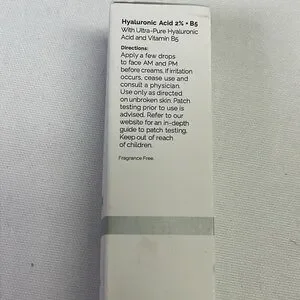 Hyaluronic Acid 2% + B5
With Ultra-Pure Hyaluronic
Acid and Vitamin B5
Directions:
Apply a few drops
to face AM and PM
before creams. If irritation
occurs, cease use and
consult a physician.
Use only as directed
on unbroken skin. Patch
testing prior to use is
advised. Refer to our
website for an in-depth
guide to patch testing.
Keep out of reach
of children.
Fragrance Free.